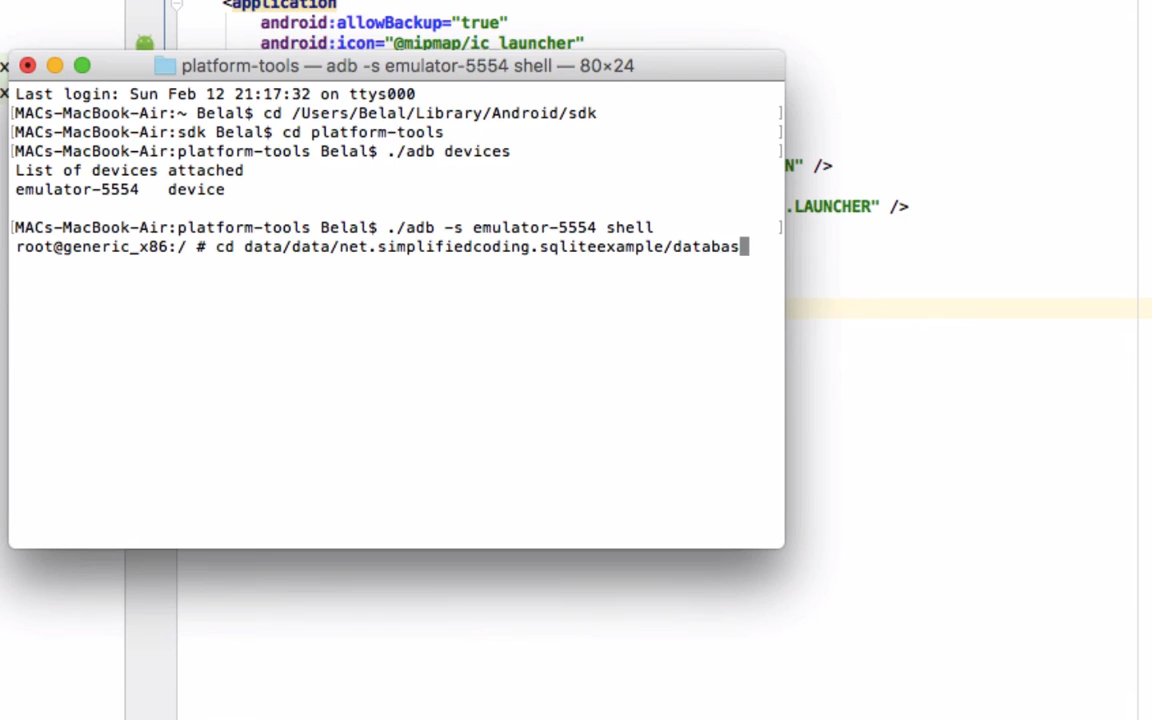 <application
android:allowBackup="true"
android:icon="@mipmap/ic_launcher"
platform-tools — adb -s emulator-5554 shell — 80×24
Last login: Sun Feb 12 21:17:32 on ttys000
[MACs-MacBook-Air:~ Belal$ cd /Users/Belal/Library/Android/sdk ]
[MACs-MacBook-Air:sdk Belal$ cd platform-tools ]
[MACs-MacBook-Air:platform-tools Belal$ ./adb devices ]
List of devices attached
N" />
emulator-5554 device
.LAUNCHER" />
[MACs-MacBook-Air:platform-tools Belal$ ./adb -s emulator-5554 shell ]
root@generic_x86:/ # cd data/data/net.simplifiedcoding.sqliteexample/databas